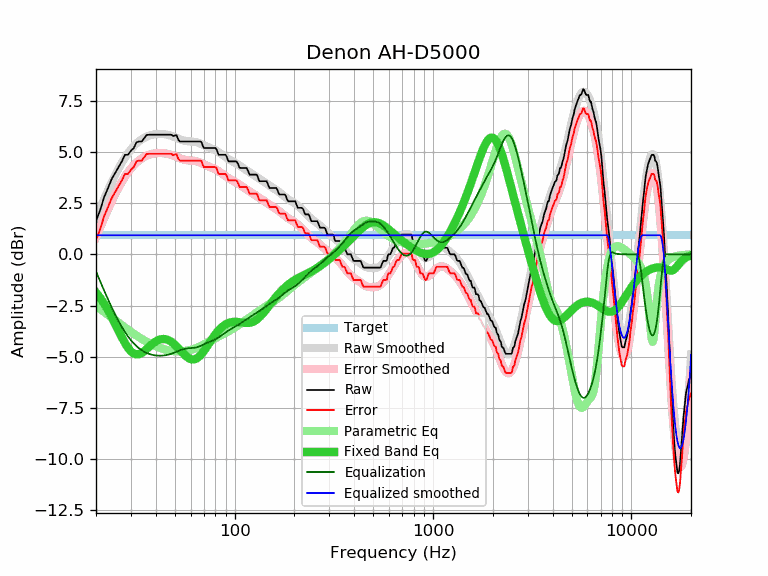 Denon AH-D5000
Amplitude (dBr)
7.5
5.0
2.5
0.0
−2.5
−5.0
−7.5
−10.0
−12.5
Target
Raw Smoothed
Error Smoothed
Raw
Error
Parametric Eq
Fixed Band Eq
Equalization
Equalized smoothed
100
1000
10000
Frequency (Hz)